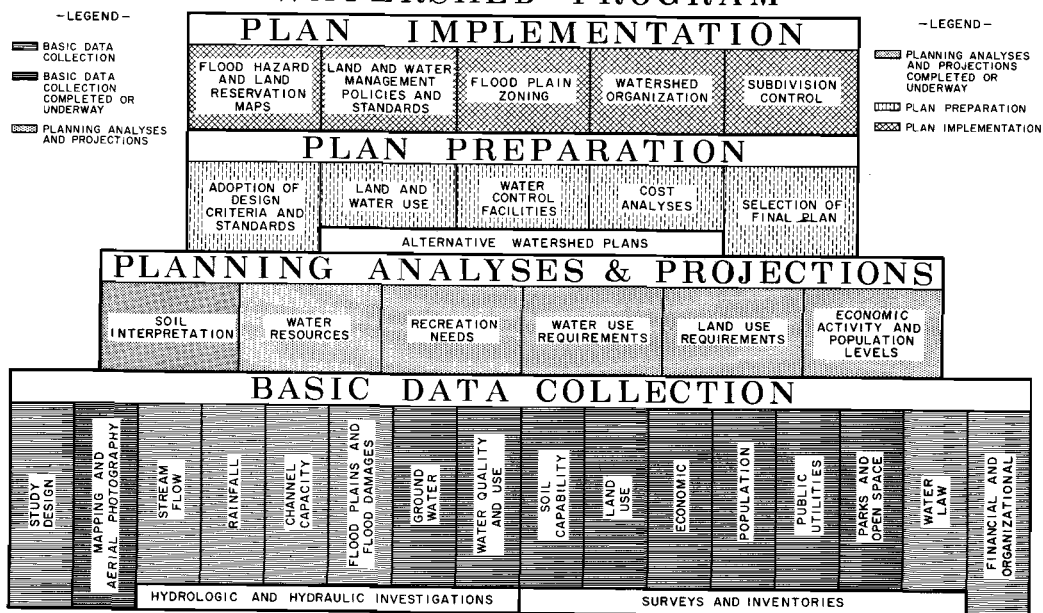 WATERSHED PROGRAM
-LEGEND-
BASIC DATA
COLLECTION
BASIC DATA
COLLECTION
COMPLETED OR
UNDERWAY
PLANNING ANALYSES
AND PROJECTIONS
-LEGEND-
PLANNING ANALYSES
AND PROJECTIONS
COMPLETED OR
UNDERWAY
PLAN PREPARATION
PLAN IMPLEMENTATION
PLAN IMPLEMENTATION
FLOOD HAZARD
AND LAND
RESERVATION
MAPS
LAND AND WATER
MANAGEMENT
POLICIES AND
STANDARDS
FLOOD PLAIN
ZONING
WATERSHED
ORGANIZATION
SUBDIVISION
CONTROL
PLAN PREPARATION
ADOPTION OF
DESIGN
CRITERIA AND
STANDARDS
LAND AND
WATER USE
WATER
CONTROL
FACILITIES
COST
ANALYSES
SELECTION OF
FINAL PLAN
ALTERNATIVE WATERSHED PLANS
PLANNING ANALYSES & PROJECTIONS
SOIL
INTERPRETATION
WATER
RESOURCES
RECREATION
NEEDS
WATER USE
REQUIREMENTS
LAND USE
REQUIREMENTS
ECONOMIC
ACTIVITY AND
POPULATION
LEVELS
BASIC DATA COLLECTION
STUDY
DESIGN
MAPPING AND
AERIAL PHOTOGRAPHY
STREAM
FLOW
RAINFALL
CHANNEL
CAPACITY
FLOOD PLAINS AND
FLOOD DAMAGES
GROUND
WATER
WATER QUALITY
AND USE
SOIL
CAPABILITY
LAND
USE
ECONOMIC
POPULATION
PUBLIC
UTILITIES
PARKS AND
OPEN SPACE
WATER
LAW
FINANCIAL AND
ORGANIZATIONAL
HYDROLOGIC AND HYDRAULIC INVESTIGATIONS
SURVEYS AND INVENTORIES